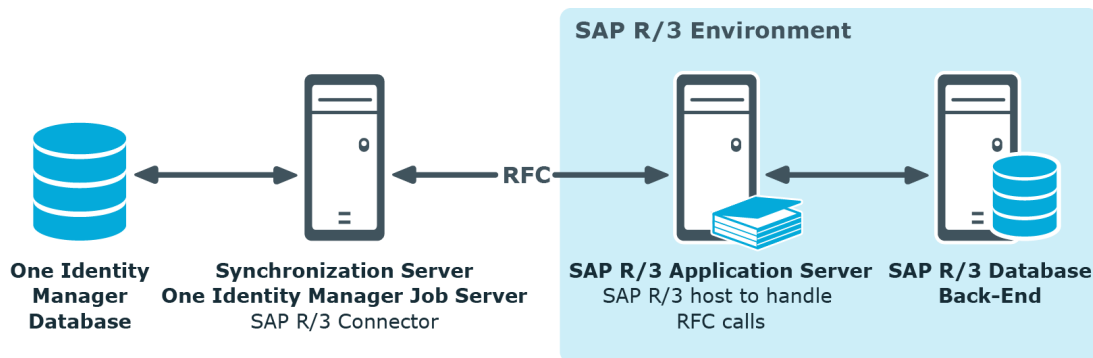 SAP R/3 Environment
RFC
One Identity
Manager
Database
Synchronization Server
One Identity Manager Job Server
SAP R/3 Connector
SAP R/3 Application Server
SAP R/3 host to handle
RFC calls
SAP R/3 Database
Back-End